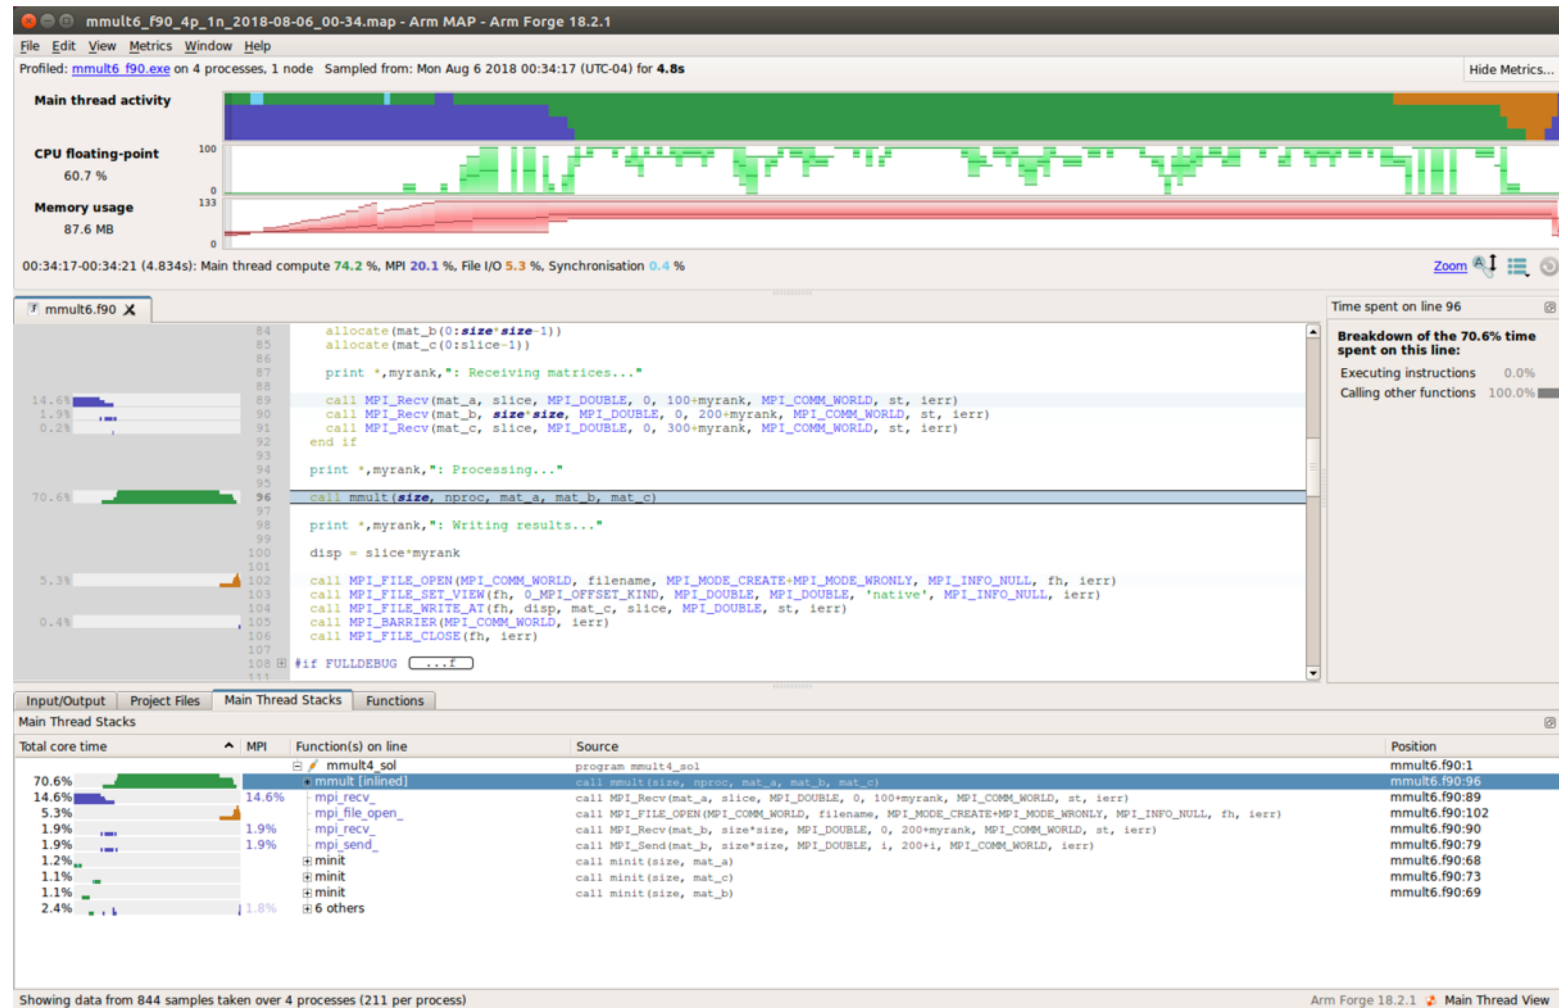 mmult6_f90_4p_1n_2018-08-06_00-34.map - Arm MAP - Arm Forge 18.2.1
File Edit View Metrics Window Help
Profiled: mmult6_f90.exe on 4 processes, 1 node Sampled from: Mon Aug 6 2018 00:34:17 (UTC-04) for 4.8s Hide Metrics...
Main thread activity
CPU floating-point 100
60.7 %
0
Memory usage 133
87.6 MB
0
00:34:17-00:34:21 (4.834s): Main thread compute 74.2 %, MPI 20.1 %, File I/O 5.3 %, Synchronisation 0.4 % Zoom
mmult6.f90 X Time spent on line 96
84 allocate(mat_b(0:size*size-1))
85 allocate(mat_c(0:slice-1))
86
87 print *,myrank,": Receiving matrices..."
88
14.6% 89 call MPI_Recv(mat_a, slice, MPI_DOUBLE, 0, 100+myrank, MPI_COMM_WORLD, st, ierr)
1.9% 90 call MPI_Recv(mat_b, size*size, MPI_DOUBLE, 0, 200+myrank, MPI_COMM_WORLD, st, ierr)
0.2% 91 call MPI_Recv(mat_c, slice, MPI_DOUBLE, 0, 300+myrank, MPI_COMM_WORLD, st, ierr)
92 end if
93
94 print *,myrank,": Processing..."
95
70.6% 96 call mmult(size, nproc, mat_a, mat_b, mat_c)
97
98 print *,myrank,": Writing results..."
99
100 disp = slice*myrank
101
5.3% 102 call MPI_FILE_OPEN(MPI_COMM_WORLD, filename, MPI_MODE_CREATE+MPI_MODE_WRONLY, MPI_INFO_NULL, fh, ierr)
103 call MPI_FILE_SET_VIEW(fh, 0_MPI_OFFSET_KIND, MPI_DOUBLE, MPI_DOUBLE, 'native', MPI_INFO_NULL, ierr)
104 call MPI_FILE_WRITE_AT(fh, disp, mat_c, slice, MPI_DOUBLE, st, ierr)
0.4% 105 call MPI_BARRIER(MPI_COMM_WORLD, ierr)
106 call MPI_FILE_CLOSE(fh, ierr)
107
108 #if FULLDEBUG ...f
111
Breakdown of the 70.6% time
spent on this line:
Executing instructions 0.0%
Calling other functions 100.0%
Input/Output Project Files Main Thread Stacks Functions
Main Thread Stacks
Total core time MPI Function(s) on line Source Position
mmult4_sol program mmult4_sol mmult6.f90:1
70.6% mmult [inlined] call mmult(size, nproc, mat_a, mat_b, mat_c) mmult6.f90:96
14.6% 14.6% mpi_recv_ call MPI_Recv(mat_a, slice, MPI_DOUBLE, 0, 100+myrank, MPI_COMM_WORLD, st, ierr) mmult6.f90:89
5.3% mpi_file_open_ call MPI_FILE_OPEN(MPI_COMM_WORLD, filename, MPI_MODE_CREATE+MPI_MODE_WRONLY, MPI_INFO_NULL, fh, ierr) mmult6.f90:102
1.9% 1.9% mpi_recv_ call MPI_Recv(mat_b, size*size, MPI_DOUBLE, 0, 200+myrank, MPI_COMM_WORLD, st, ierr) mmult6.f90:90
1.9% 1.9% mpi_send_ call MPI_Send(mat_b, size*size, MPI_DOUBLE, i, 200+i, MPI_COMM_WORLD, ierr) mmult6.f90:79
1.2% minit call minit(size, mat_a) mmult6.f90:68
1.1% minit call minit(size, mat_c) mmult6.f90:73
1.1% minit call minit(size, mat_b) mmult6.f90:69
2.4% 1.8% 6 others
Showing data from 844 samples taken over 4 processes (211 per process) Arm Forge 18.2.1 Main Thread View